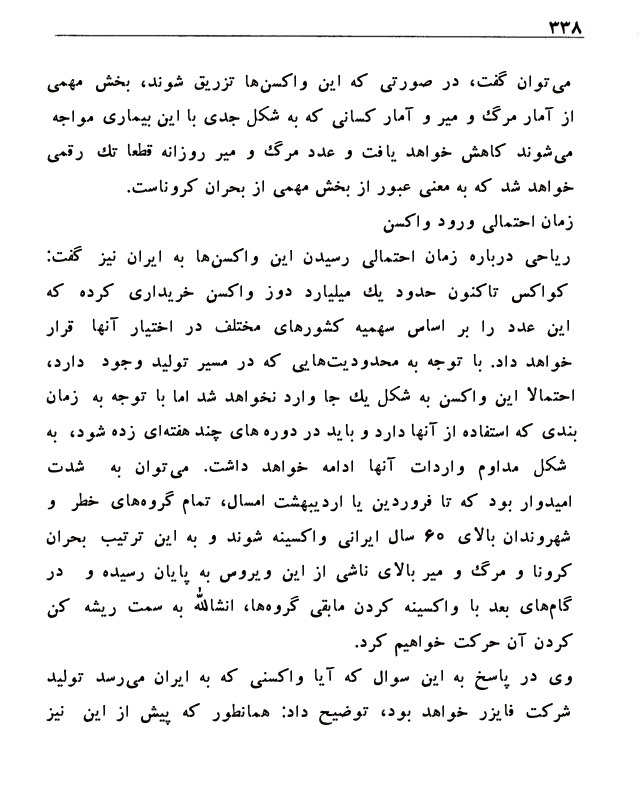 ۳۳۸
می‌توان گفت، در صورتی که این واکسن‌ها تزریق شوند، بخش مهمی
از آمار مرگ و میر و آمار کسانی که به شکل جدی با این بیماری مواجه
می‌شوند کاهش خواهد یافت و عدد مرگ و میر روزانه قطعا تك رقمی
خواهد شد که به معنی عبور از بخش مهمی از بحران کروناست.
زمان احتمالی ورود واکسن
ریاحی درباره زمان احتمالی رسیدن این واکسن‌ها به ایران نیز گفت:
کواکس تاکنون حدود یك میلیارد دوز واکسن خریداری کرده که
این عدد را بر اساس سهمیه کشورهای مختلف در اختیار آنها قرار
خواهد داد. با توجه به محدودیت‌هایی که در مسیر تولید وجود دارد،
احتمالا این واکسن به شکل یك جا وارد نخواهد شد اما با توجه به زمان
بندی که استفاده از آنها دارد و باید در دوره های چند هفته‌ای زده شود، به
شکل مداوم واردات آنها ادامه خواهد داشت. می‌توان به شدت
امیدوار بود که تا فروردین یا اردیبهشت امسال، تمام گروه‌های خطر و
شهروندان بالای ۶۰ سال ایرانی واکسینه شوند و به این ترتیب بحران
کرونا و مرگ و میر بالای ناشی از این ویروس به پایان رسیده و در
گام‌های بعد با واکسینه کردن مابقی گروه‌ها، انشالله به سمت ریشه کن
کردن آن حرکت خواهیم کرد.
وی در پاسخ به این سوال که آیا واکسنی که به ایران می‌رسد تولید
شرکت فایزر خواهد بود، توضیح داد: همانطور که پیش از این نیز